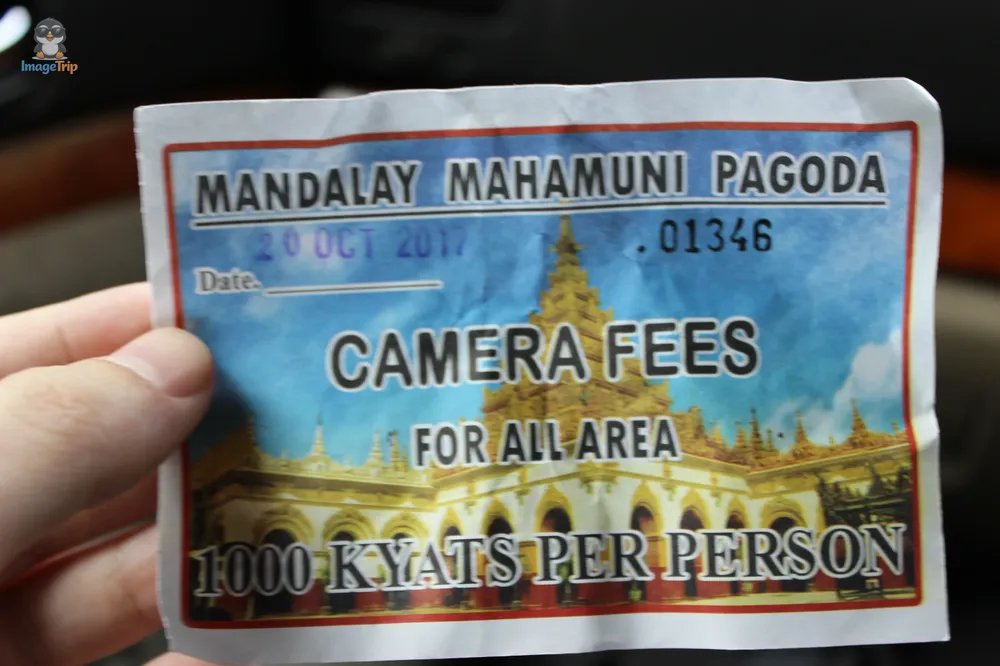 ImageTrip
MANDALAY MAHAMUNI PAGODA
20 OCT 2017 .01346
Date.
CAMERA FEES
FOR ALL AREA
1000 KYATS PER PERSON